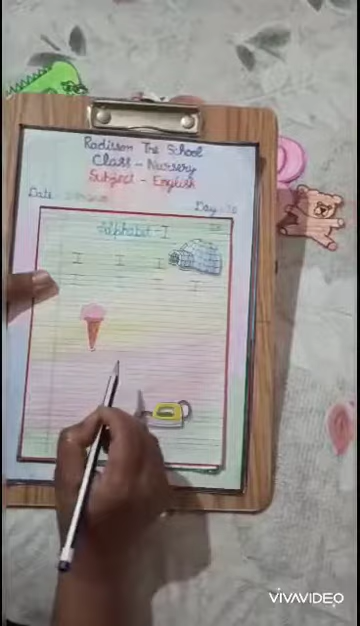 Radisson The School
Class - Nursery
Subject - English
Date
Day
Alphabet - I
I I I
I I I
VIVAVIDEO